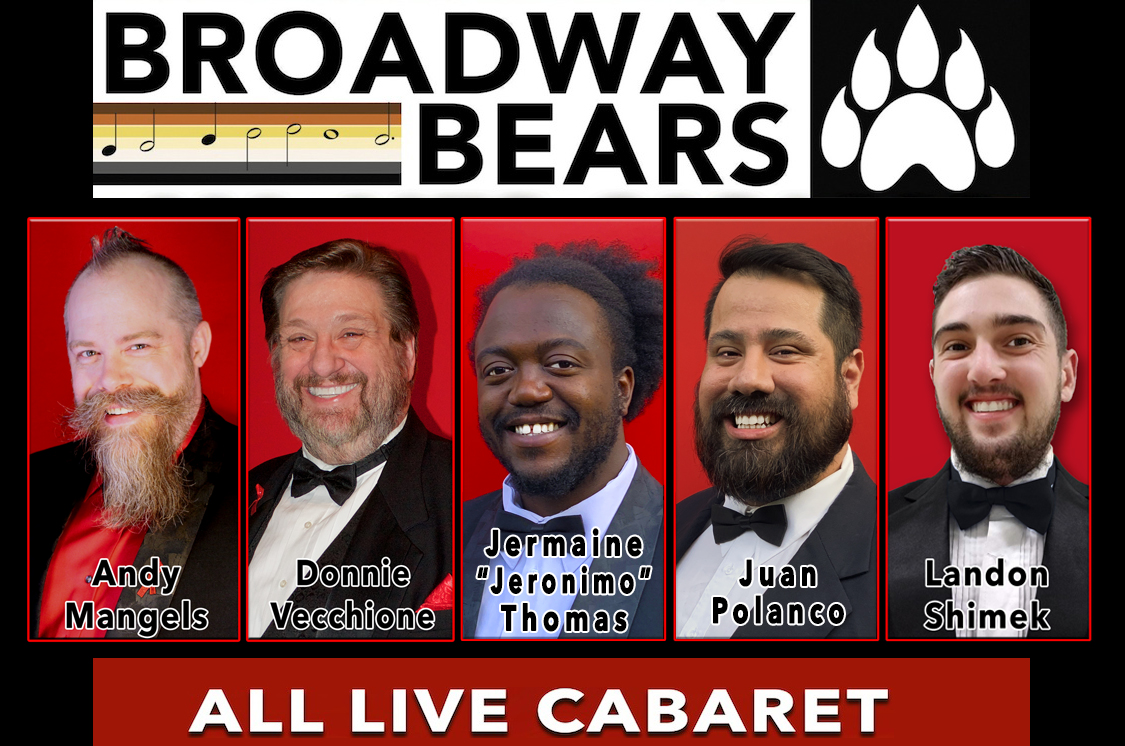 BROADWAY
BEARS
Andy
Mangels
Donnie
Vecchione
Jermaine
“Jeronimo”
Thomas
Juan
Polanco
Landon
Shimek
ALL LIVE CABARET